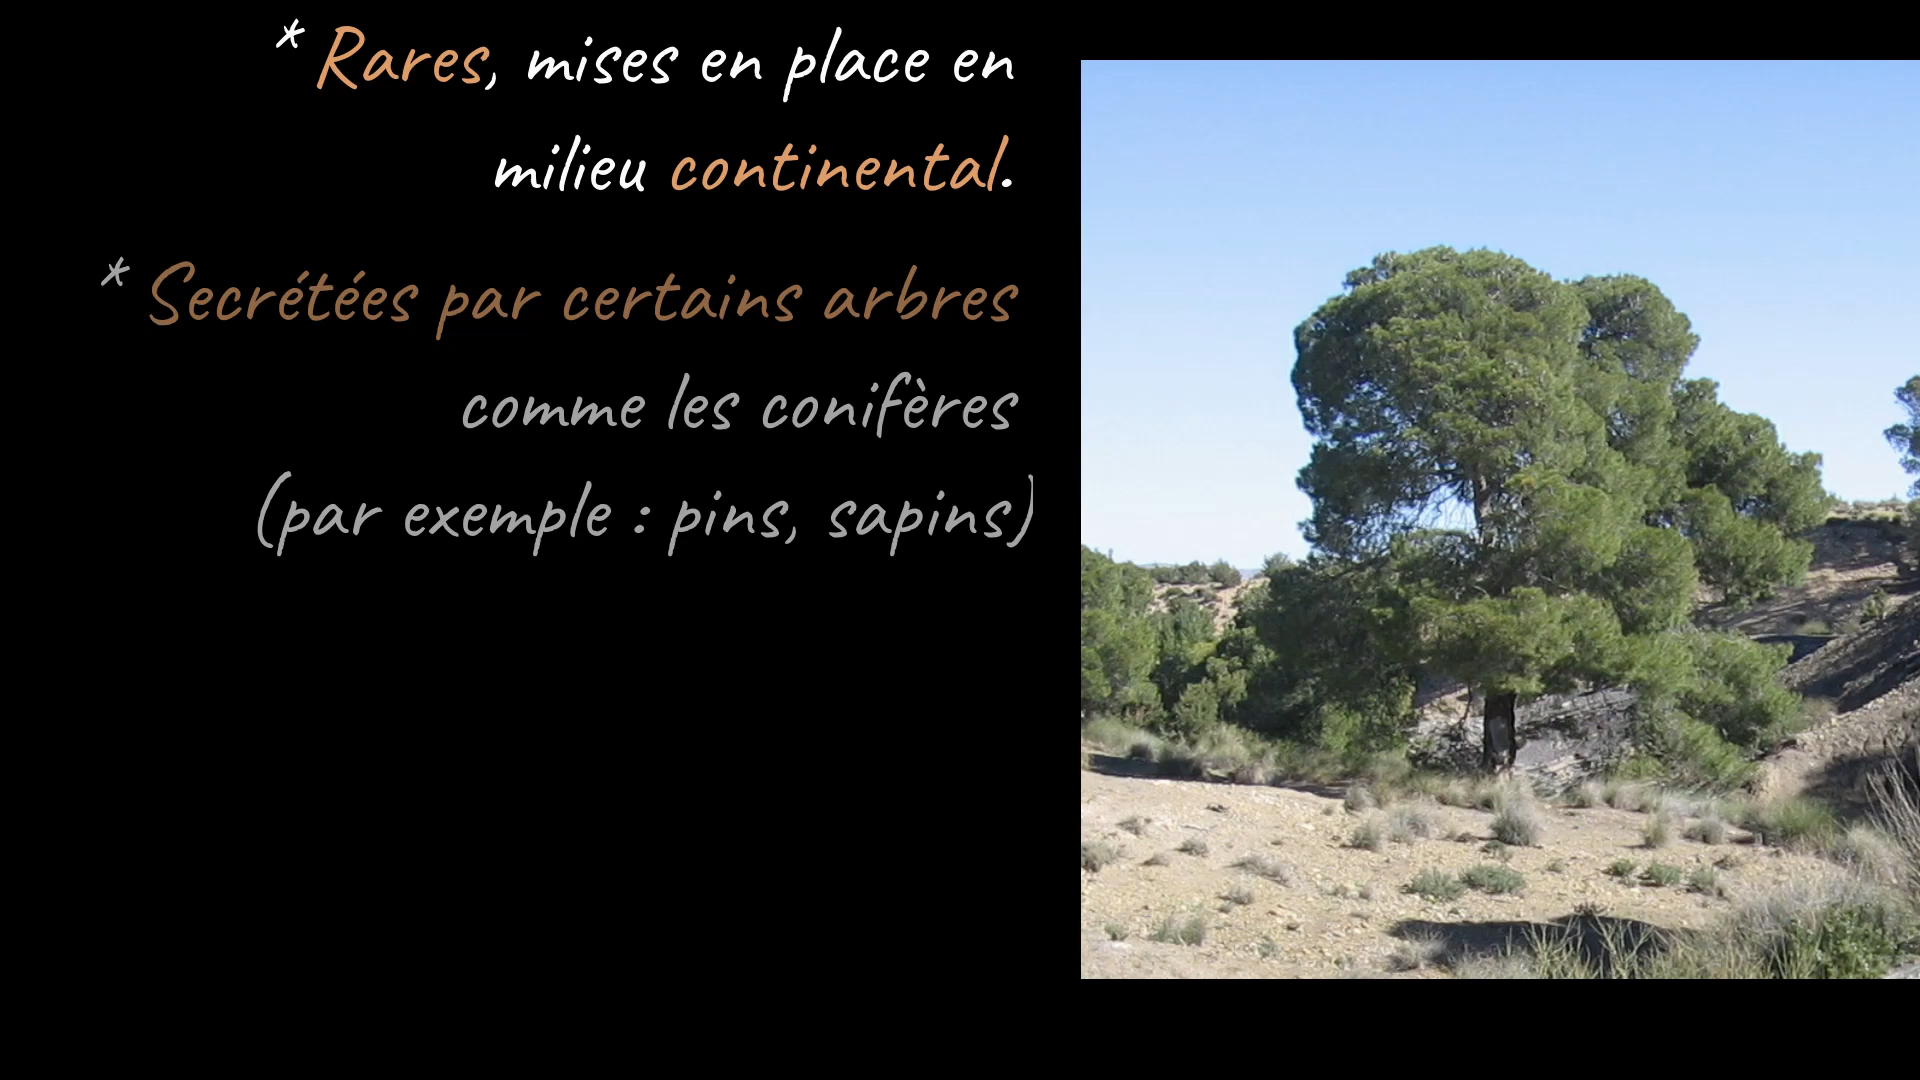 * Rares, mises en place en
milieu continental.
* Secrétées par certains arbres
comme les conifères
(par exemple : pins, sapins)